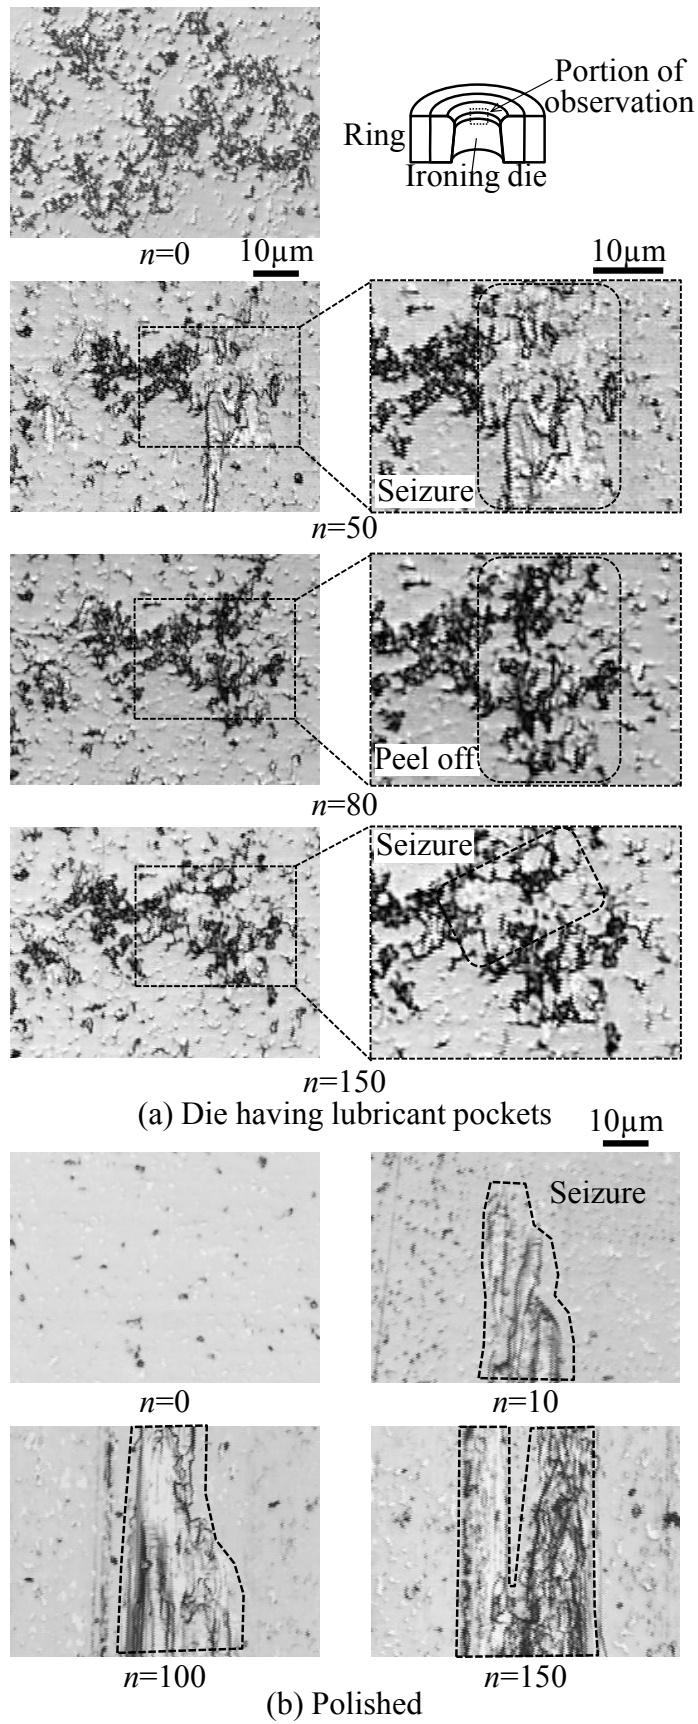 Portion of
observation
Ring
Ironing die
n=0
10µm
10µm
Seizure
n=50
Peel off
n=80
Seizure
n=150
(a) Die having lubricant pockets
10µm
Seizure
n=0
n=10
n=100
n=150
(b) Polished